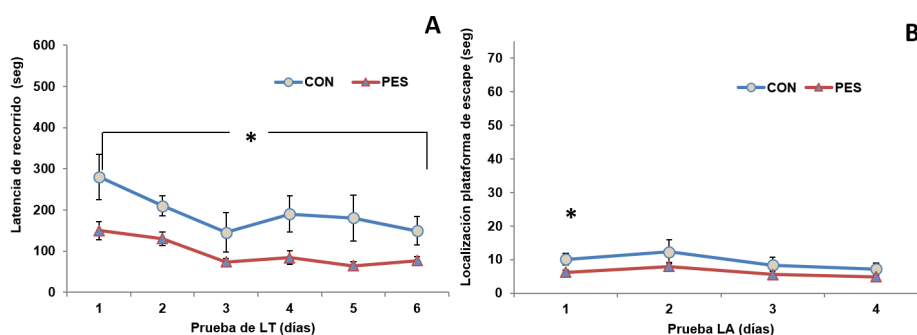 A
Latencia de recorrido (seg)
600
500
400
300
200
100
0
CON PES
*
1 2 3 4 5 6
Prueba de LT (días)
B
Localización plataforma de escape (seg)
70
60
50
40
30
20
10
0
CON PES
*
1 2 3 4
Prueba LA (días)